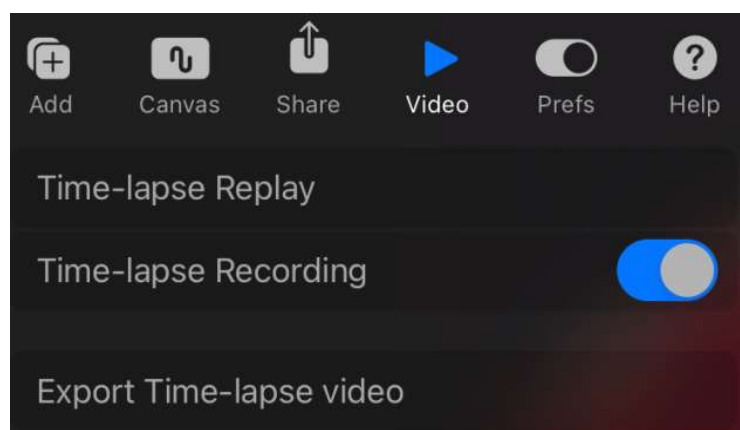 Add Canvas Share Video Prefs Help
Time-lapse Replay
Time-lapse Recording
Export Time-lapse video